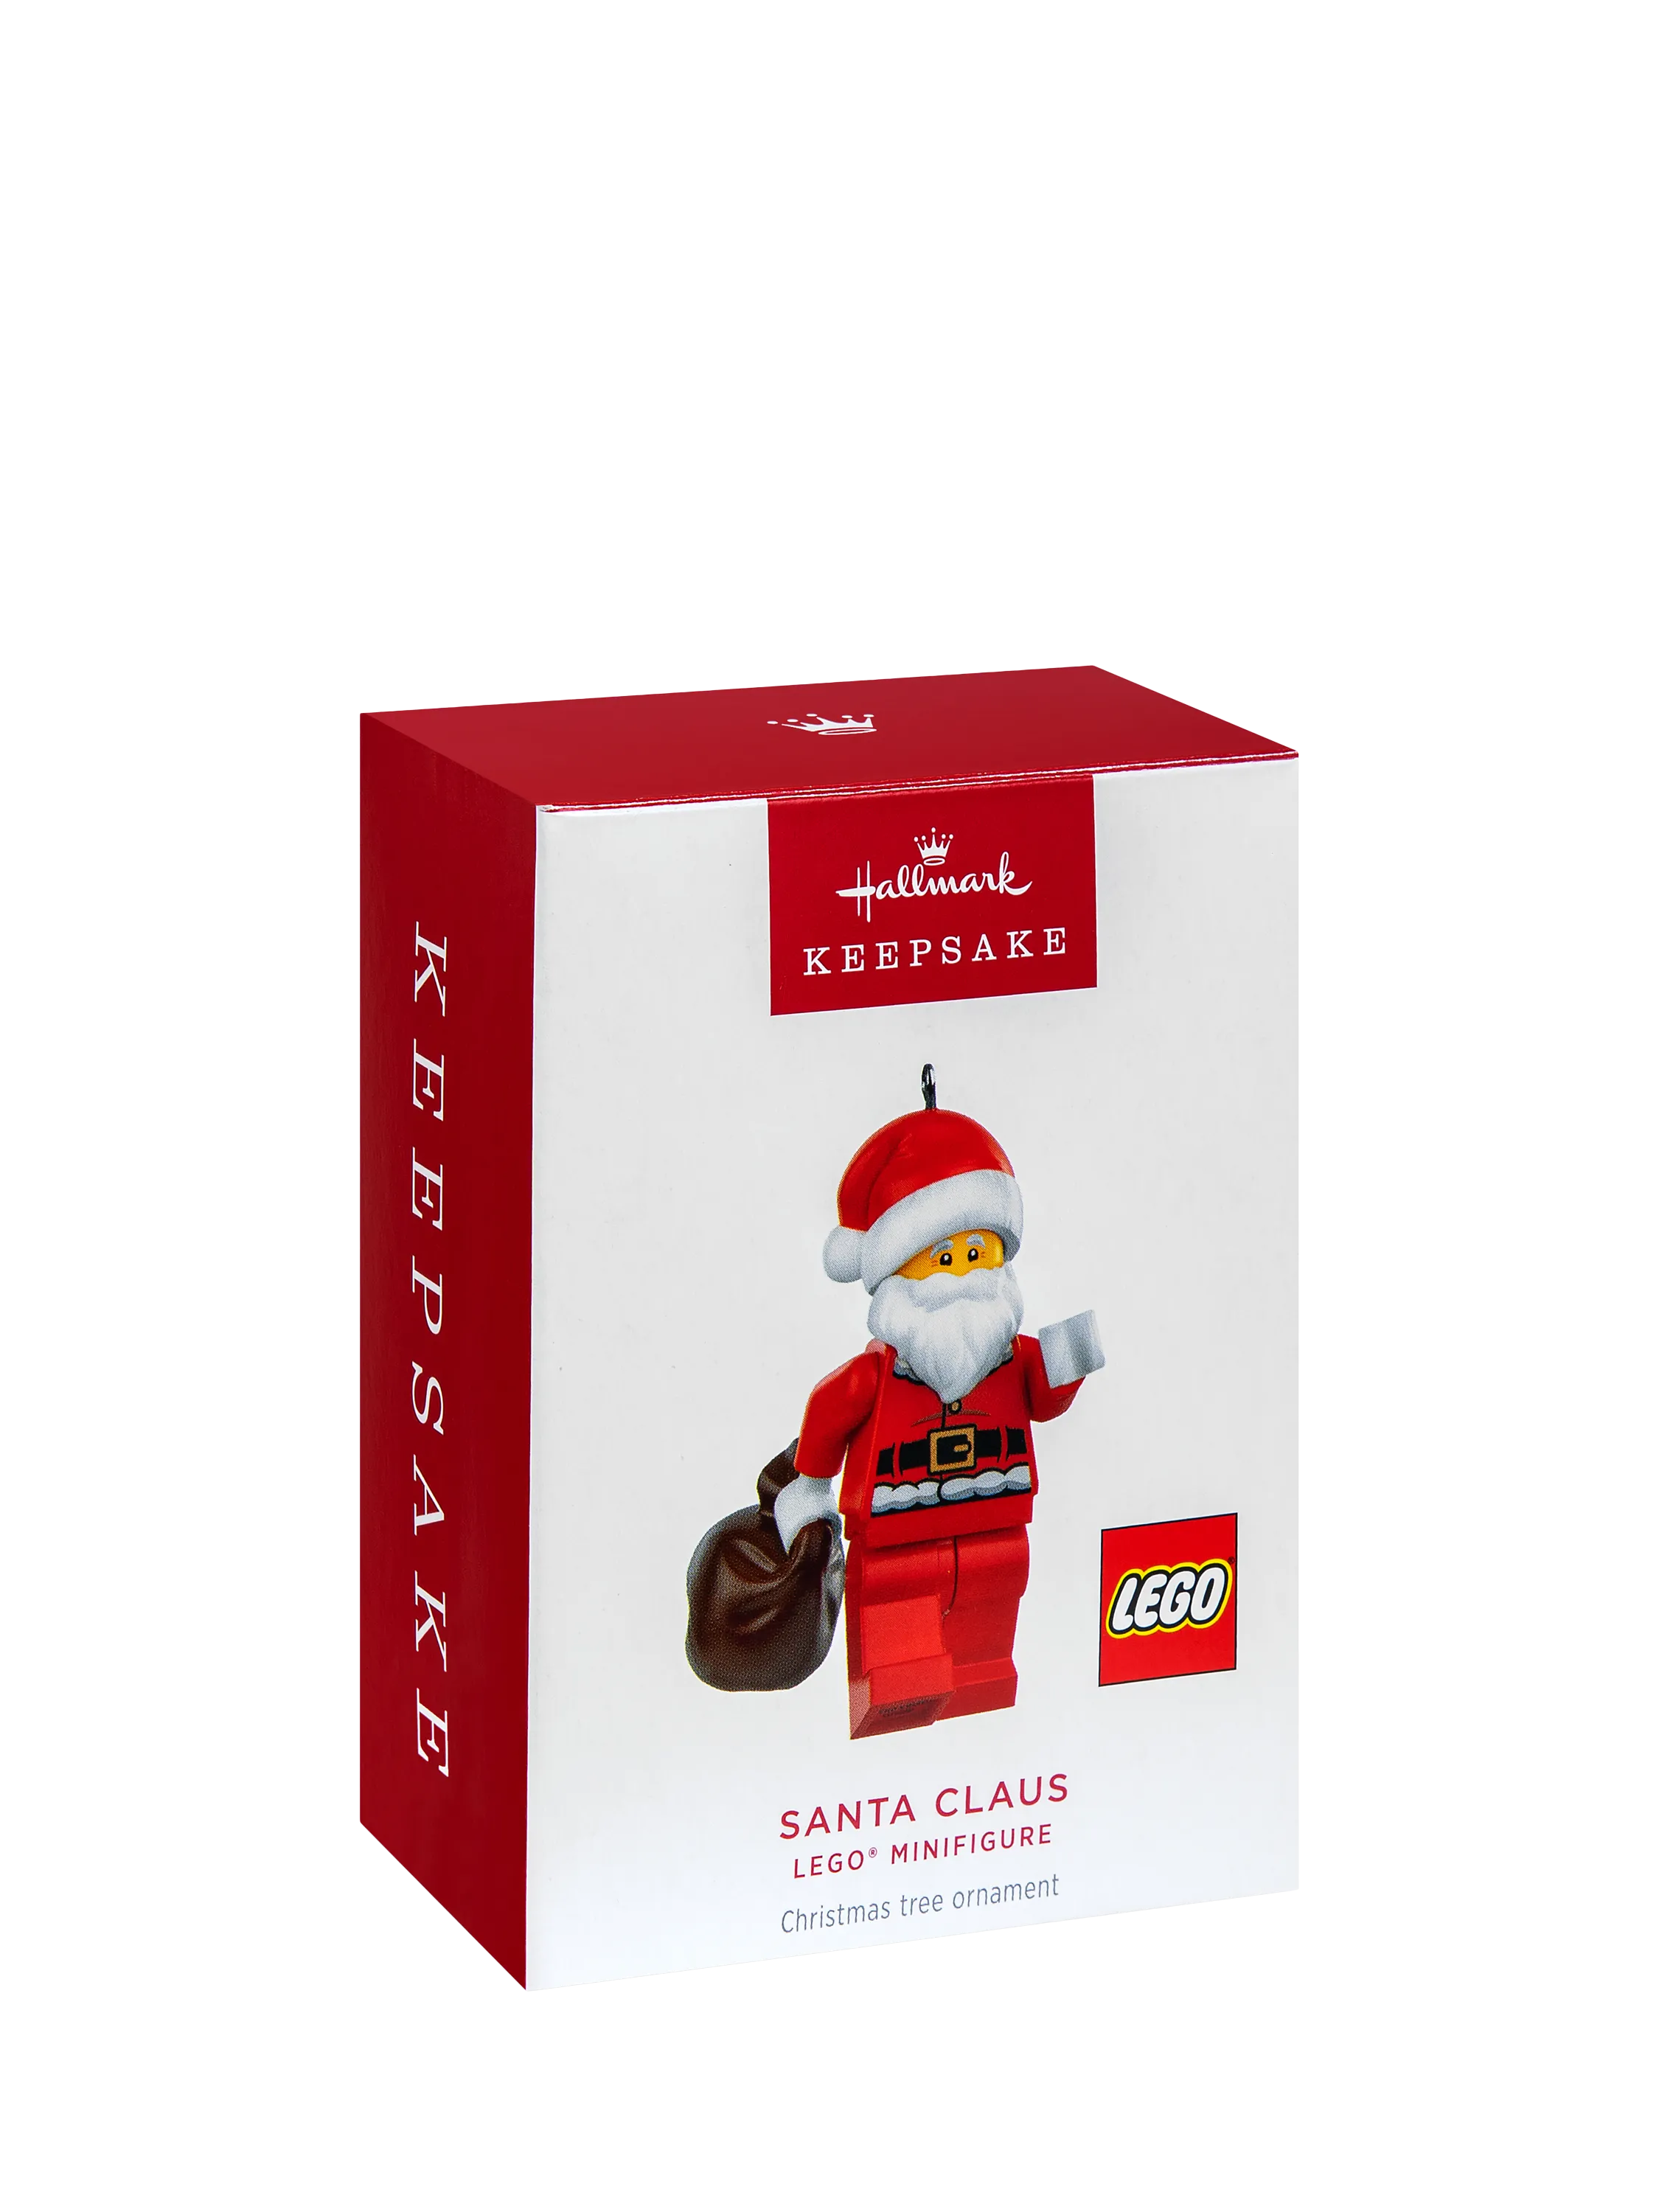 Hallmark
KEEPSAKE
KEEPSAKE
LEGO
SANTA CLAUS
LEGO® MINIFIGURE
Christmas tree ornament